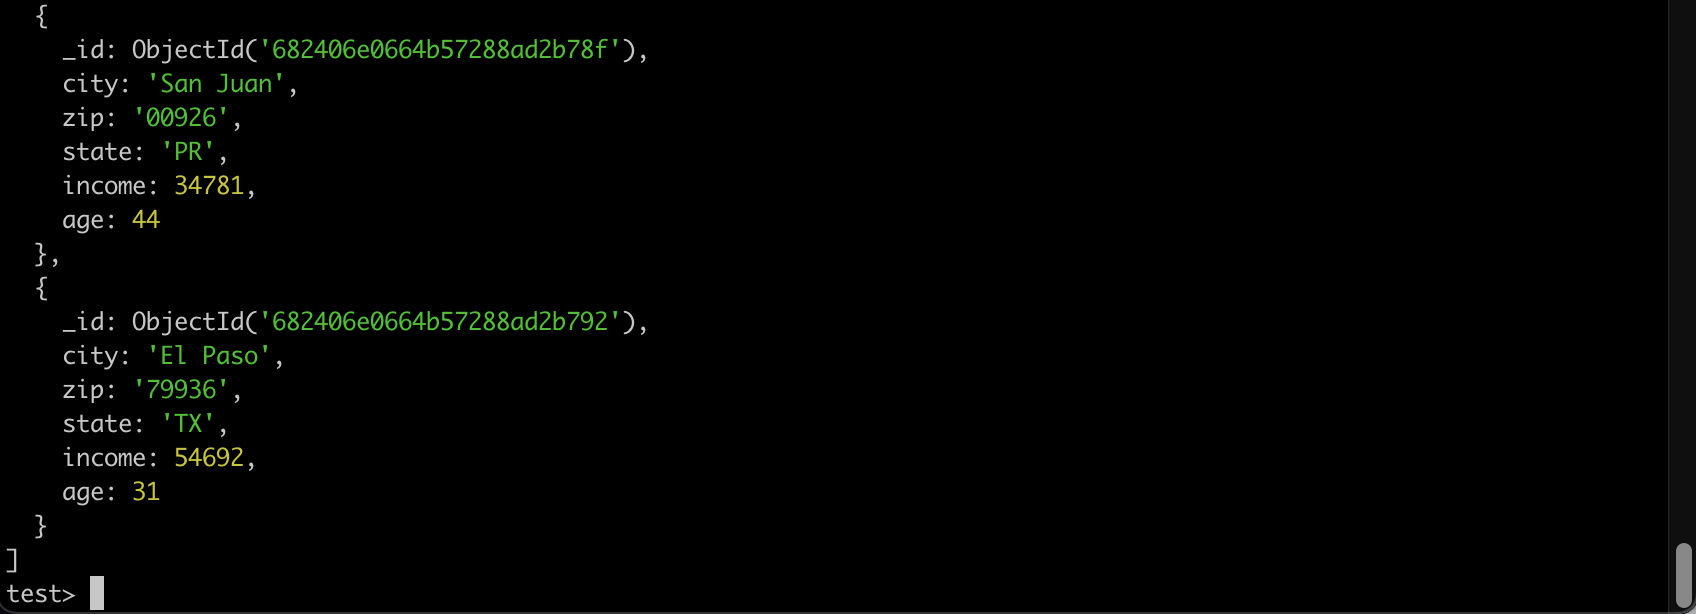 {
_id: ObjectId('682406e0664b57288ad2b78f'),
city: 'San Juan',
zip: '00926',
state: 'PR',
income: 34781,
age: 44
},
{
_id: ObjectId('682406e0664b57288ad2b792'),
city: 'El Paso',
zip: '79936',
state: 'TX',
income: 54692,
age: 31
}
]
test>